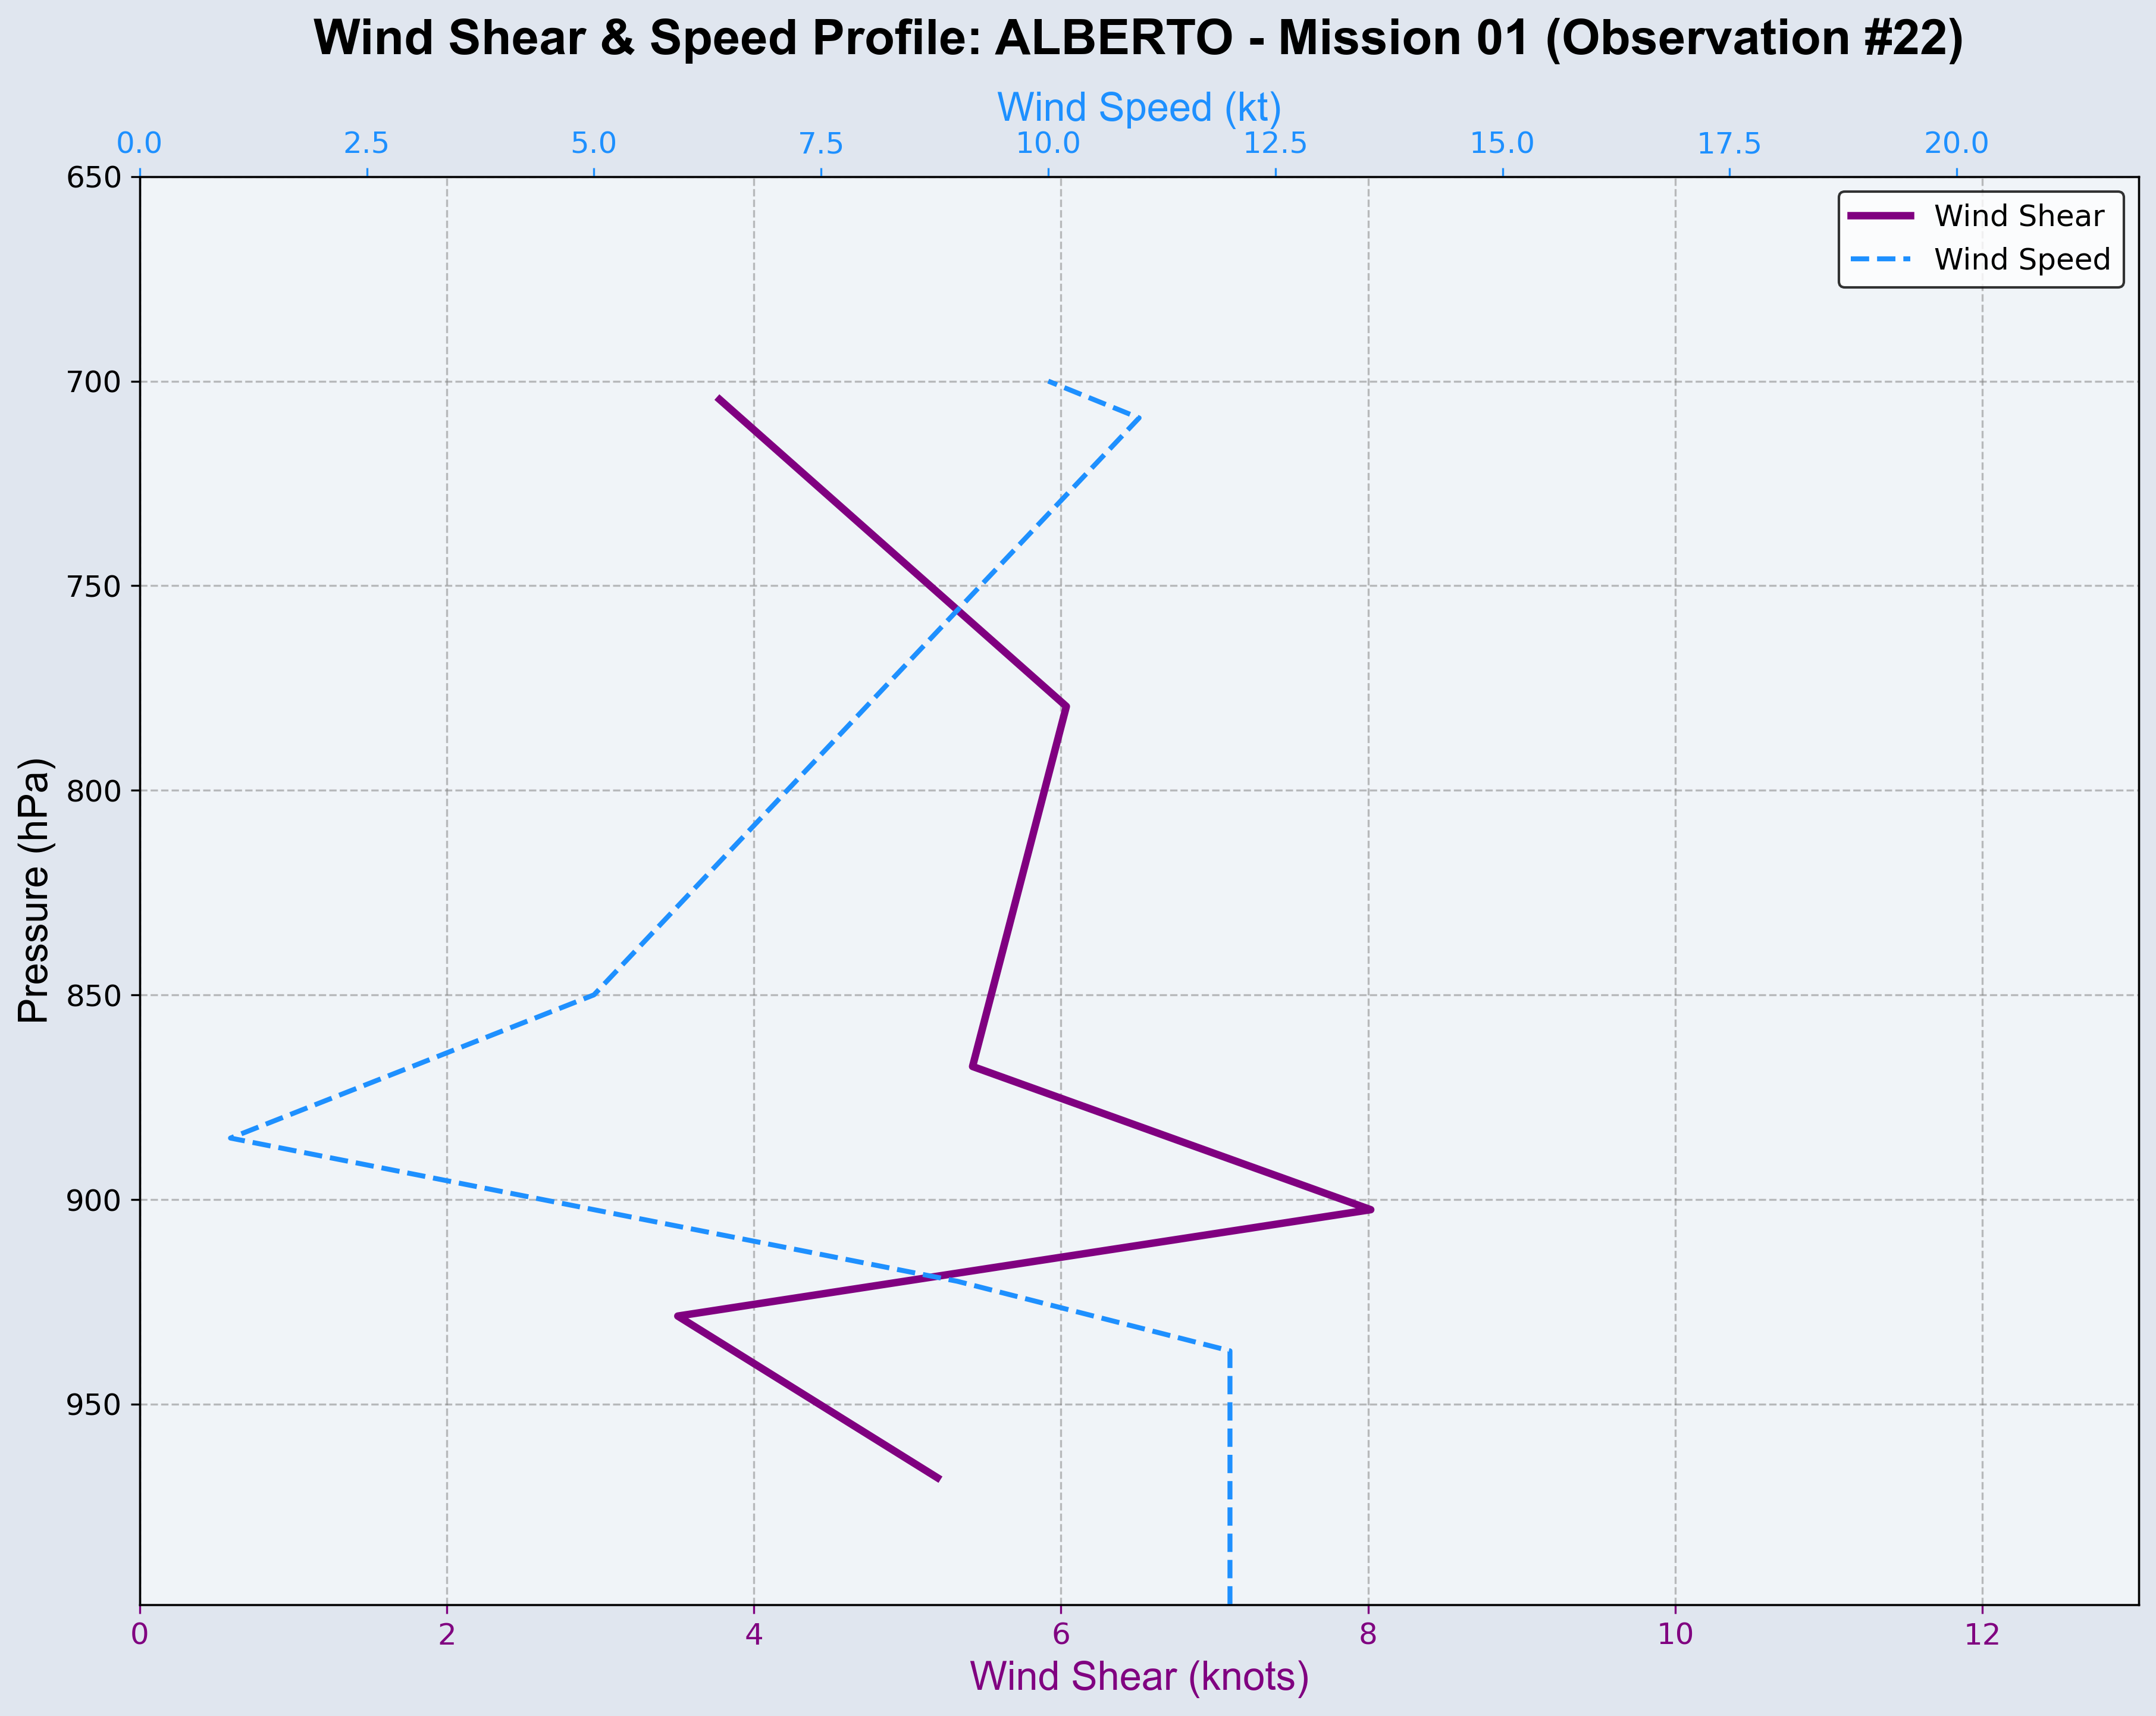 Wind Shear & Speed Profile: ALBERTO - Mission 01 (Observation #22)
Wind Speed (kt)
0.0 2.5 5.0 7.5 10.0 12.5 15.0 17.5 20.0
Wind Shear
Wind Speed
Pressure (hPa)
650
700
750
800
850
900
950
0 2 4 6 8 10 12
Wind Shear (knots)